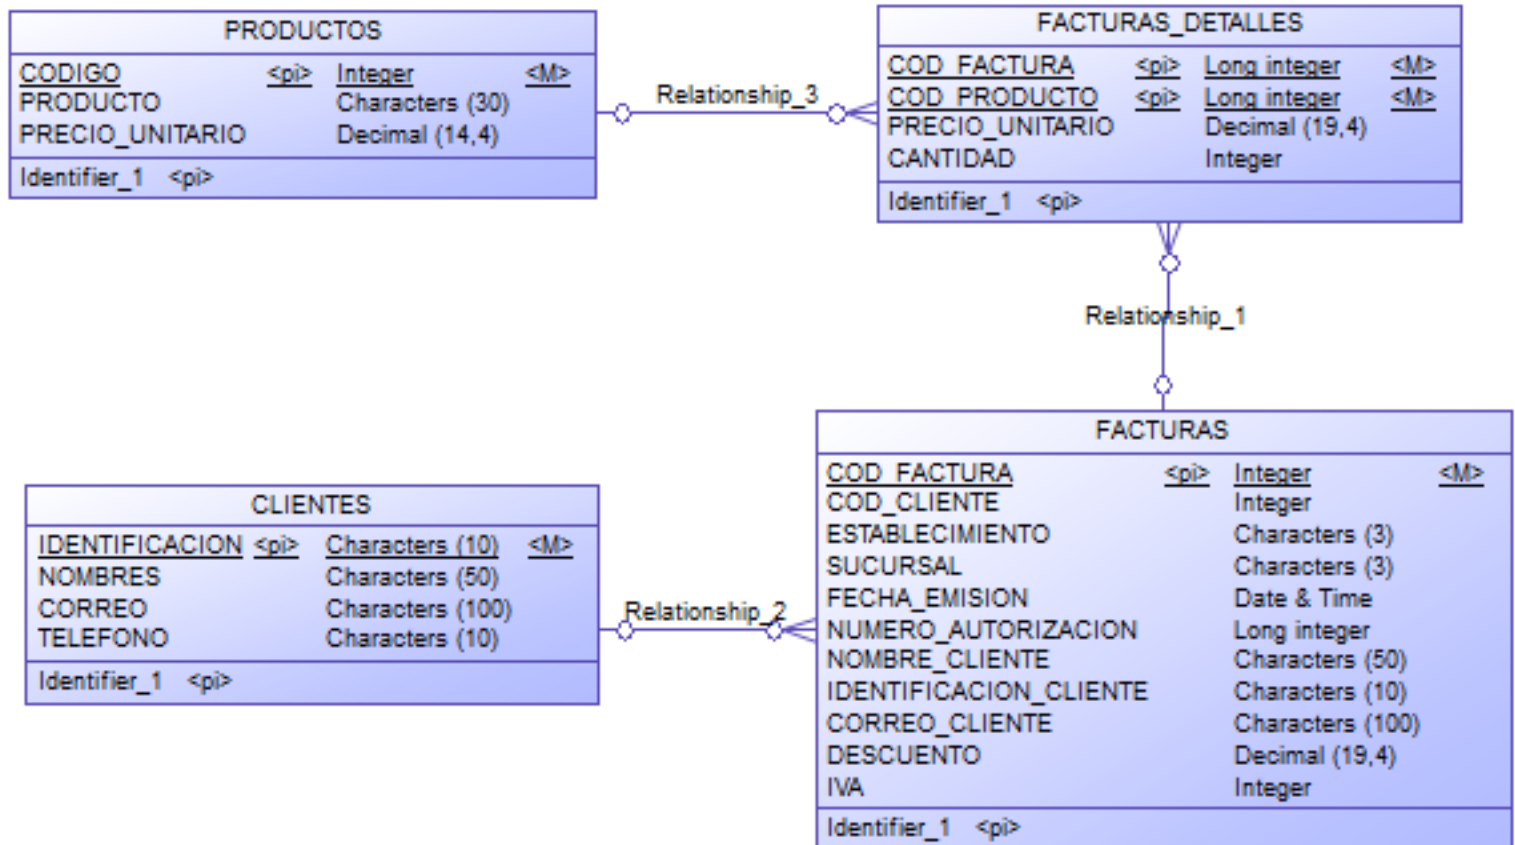 PRODUCTOS
CODIGO <pi> Integer <M>
PRODUCTO Characters (30)
PRECIO_UNITARIO Decimal (14,4)
Identifier_1 <pi>
Relationship_3
FACTURAS_DETALLES
COD_FACTURA <pi> Long integer <M>
COD_PRODUCTO <pi> Long integer <M>
PRECIO_UNITARIO Decimal (19,4)
CANTIDAD Integer
Identifier_1 <pi>
Relationship_1
CLIENTES
IDENTIFICACION <pi> Characters (10) <M>
NOMBRES Characters (50)
CORREO Characters (100)
TELEFONO Characters (10)
Identifier_1 <pi>
Relationship_2
FACTURAS
COD_FACTURA <pi> Integer <M>
COD_CLIENTE Integer
ESTABLECIMIENTO Characters (3)
SUCURSAL Characters (3)
FECHA_EMISION Date & Time
NUMERO_AUTORIZACION Long integer
NOMBRE_CLIENTE Characters (50)
IDENTIFICACION_CLIENTE Characters (10)
CORREO_CLIENTE Characters (100)
DESCUENTO Decimal (19,4)
IVA Integer
Identifier_1 <pi>